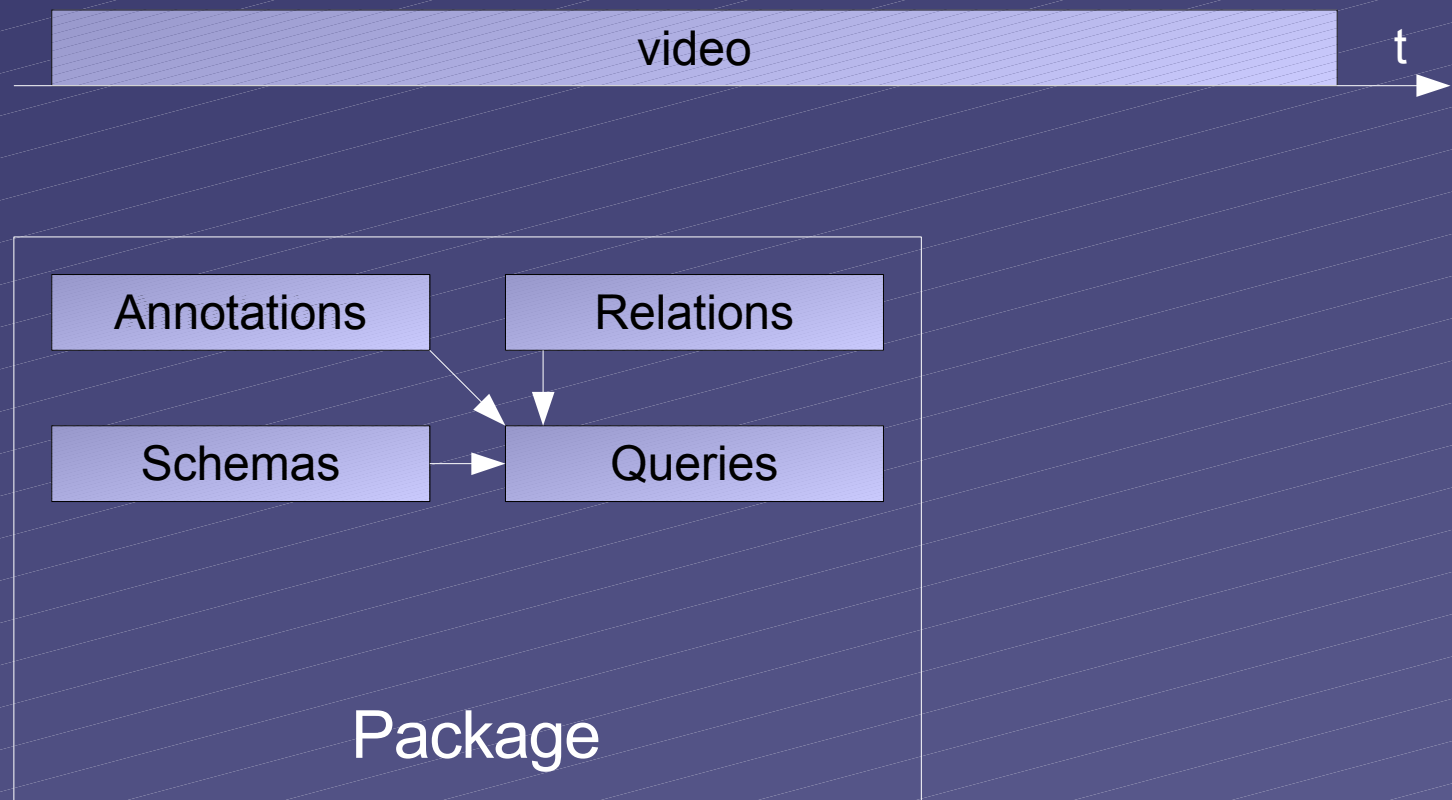 video
t
Annotations
Relations
Schemas
Queries
Package